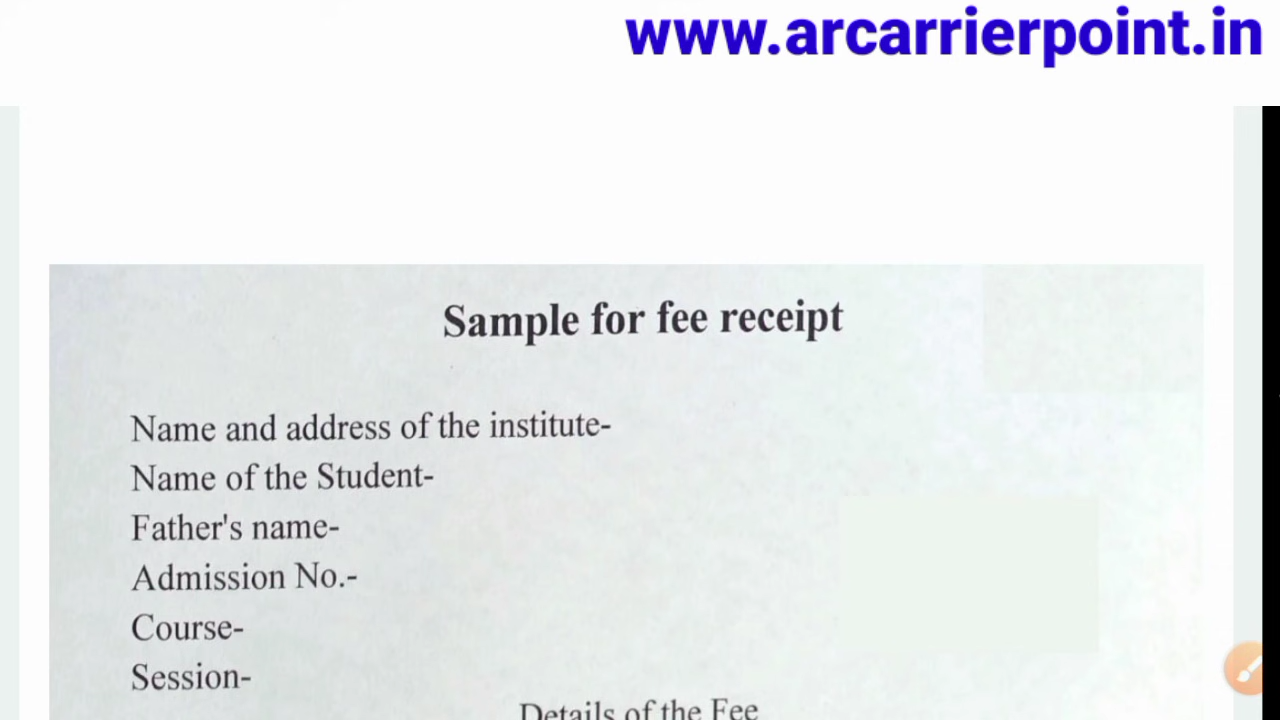 www.arcarrierpoint.in
Sample for fee receipt
Name and address of the institute-
Name of the Student-
Father's name-
Admission No.-
Course-
Session-
Details of the Fee